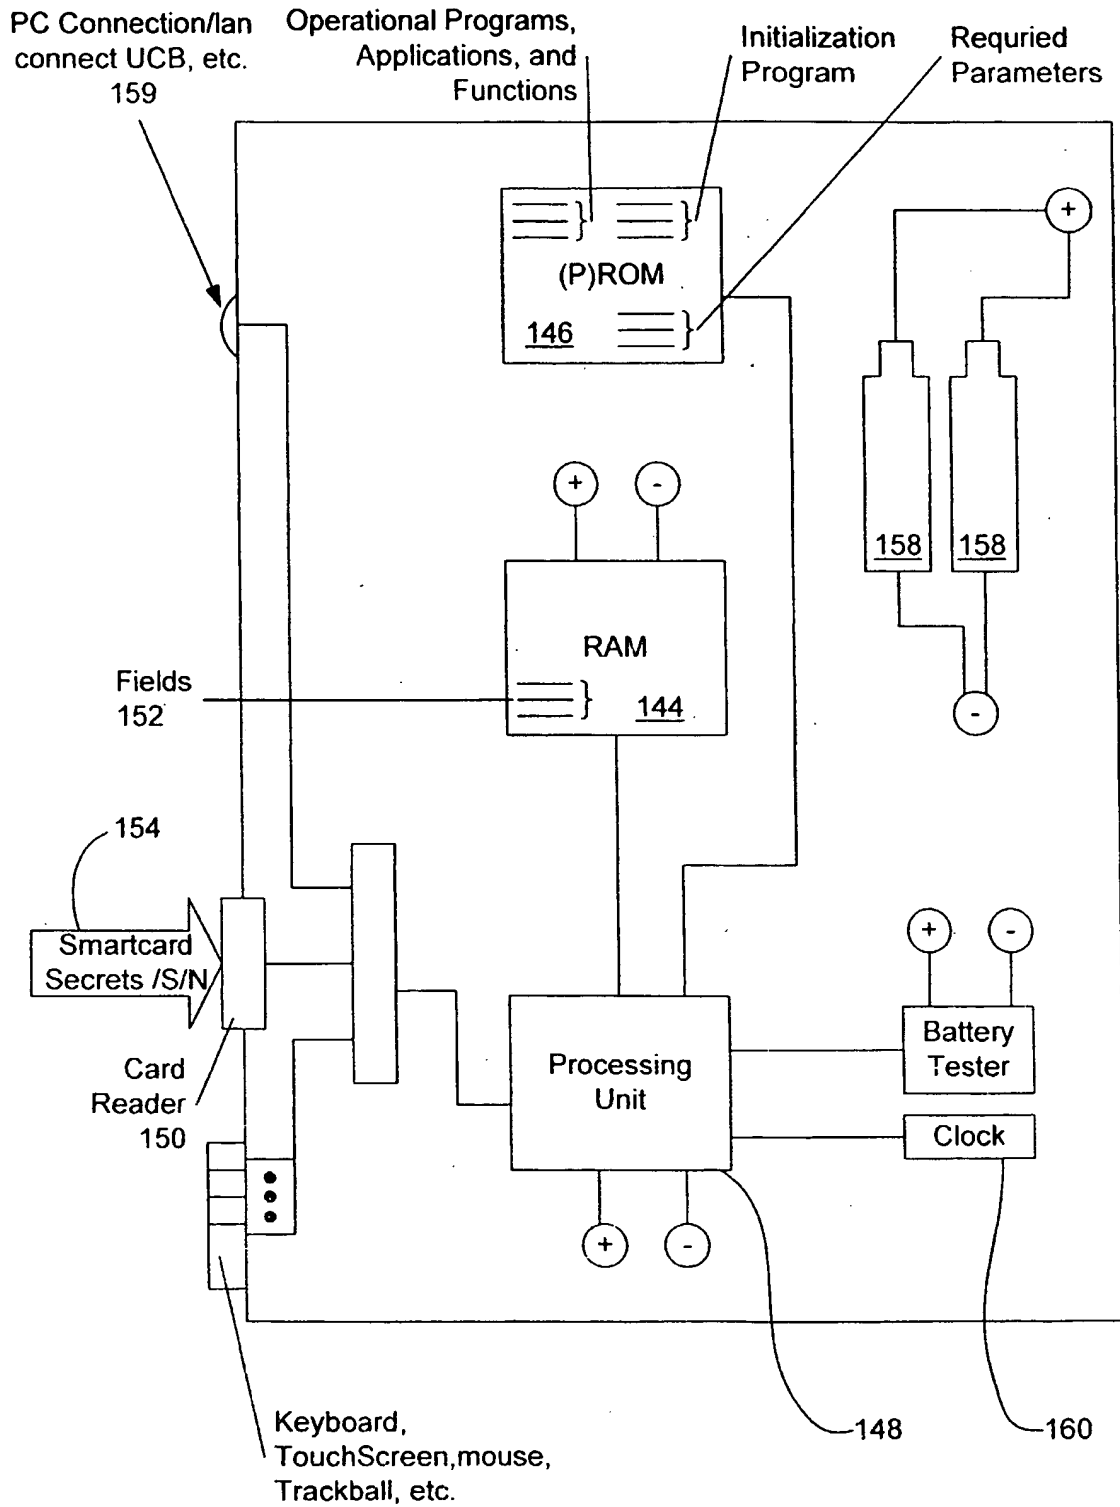 PC Connection/lan
connect UCB, etc.
159
Operational Programs,
Applications, and
Functions
Initialization
Program
Requried
Parameters
(P)ROM
146
+
+
-
158
158
RAM
144
Fields
152
-
154
Smartcard
Secrets /S/N
+
-
Card
Reader
150
Processing
Unit
Battery
Tester
Clock
+
-
Keyboard,
TouchScreen,mouse,
Trackball, etc.
148
160